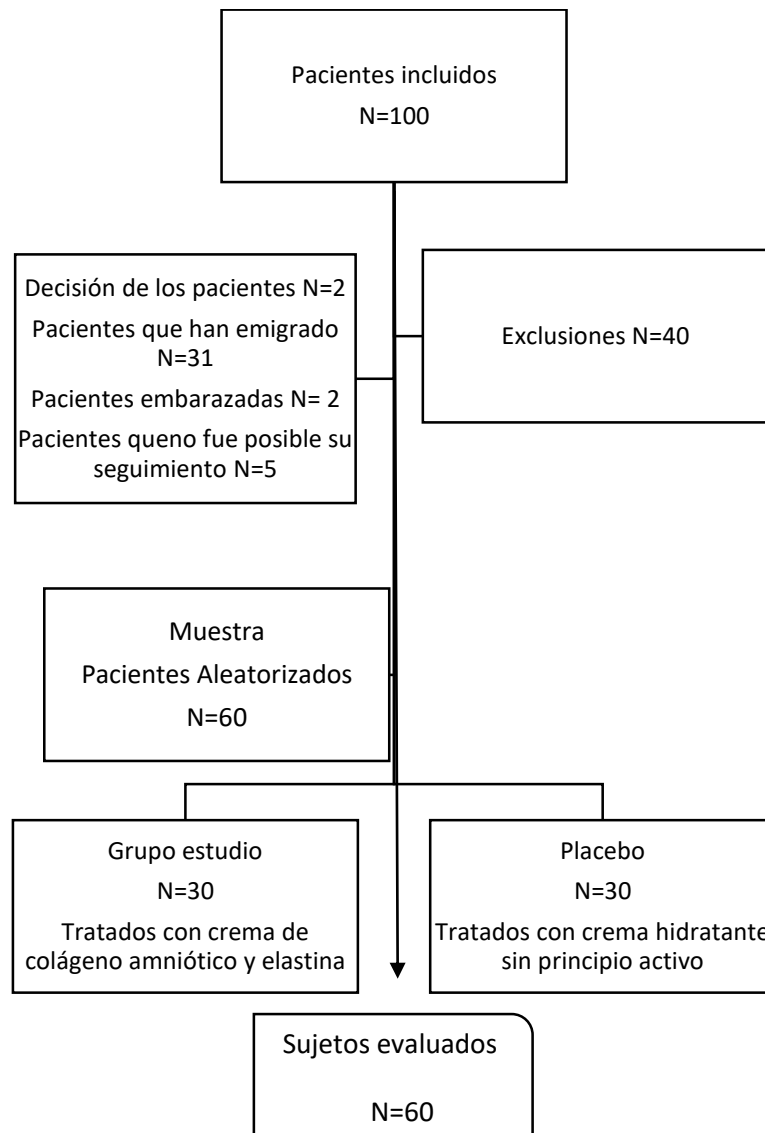 Pacientes incluidos
N=100
Decisión de los pacientes N=2
Pacientes que han emigrado
N=31
Pacientes embarazadas N= 2
Pacientes queno fue posible su
seguimiento N=5
Exclusiones N=40
Muestra
Pacientes Aleatorizados
N=60
Grupo estudio
N=30
Tratados con crema de
colágeno amniótico y elastina
Placebo
N=30
Tratados con crema hidratante
sin principio activo
Sujetos evaluados
N=60